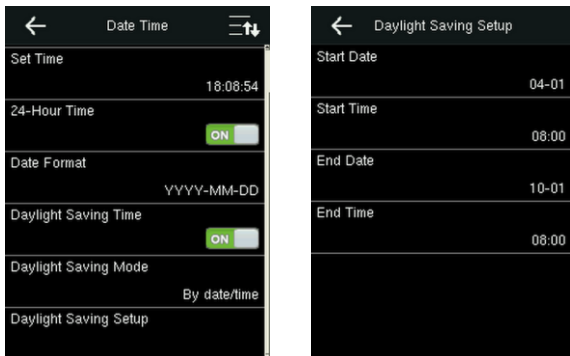 Date Time
Set Time
18:08:54
24-Hour Time
ON
Date Format
YYYY-MM-DD
Daylight Saving Time
ON
Daylight Saving Mode
By date/time
Daylight Saving Setup
Daylight Saving Setup
Start Date
04-01
Start Time
08:00
End Date
10-01
End Time
08:00